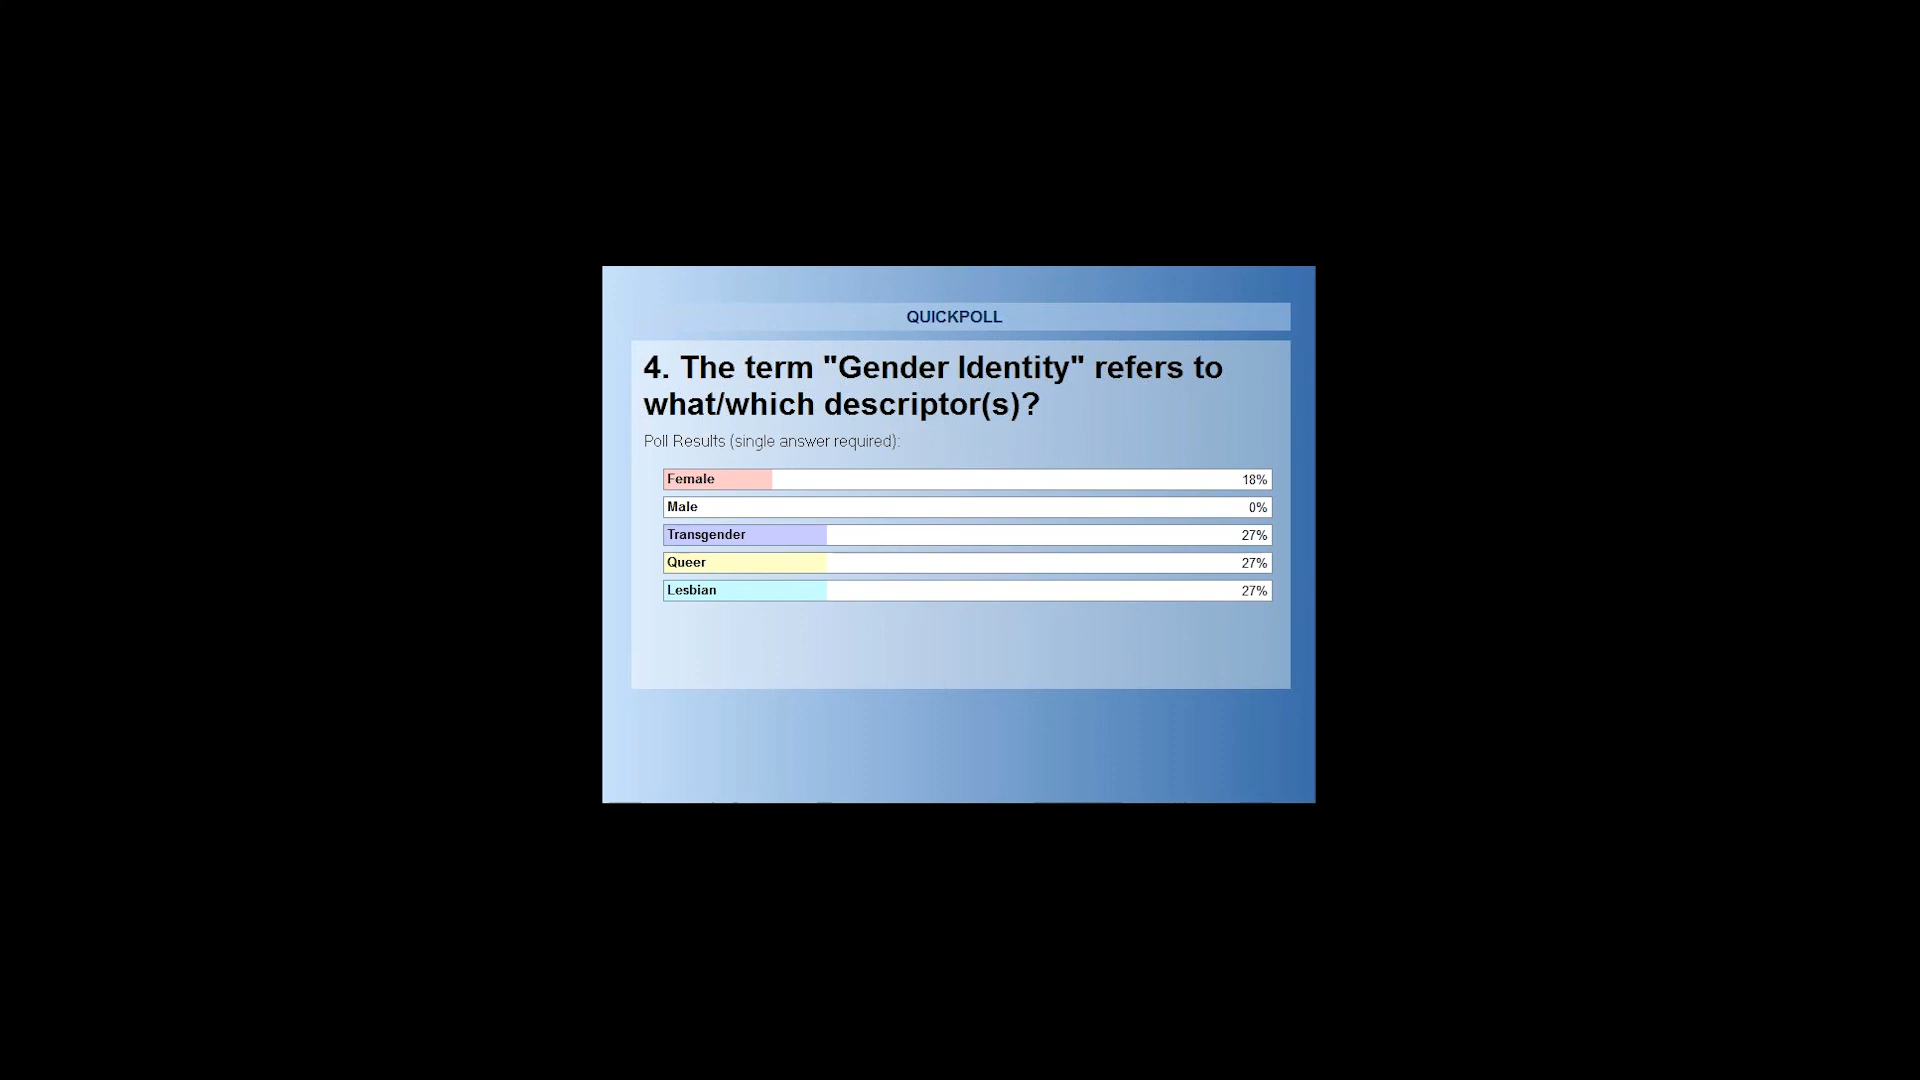 QUICKPOLL
4. The term "Gender Identity" refers to
what/which descriptor(s)?
Poll Results (single answer required):
Female 18%
Male 0%
Transgender 27%
Queer 27%
Lesbian 27%